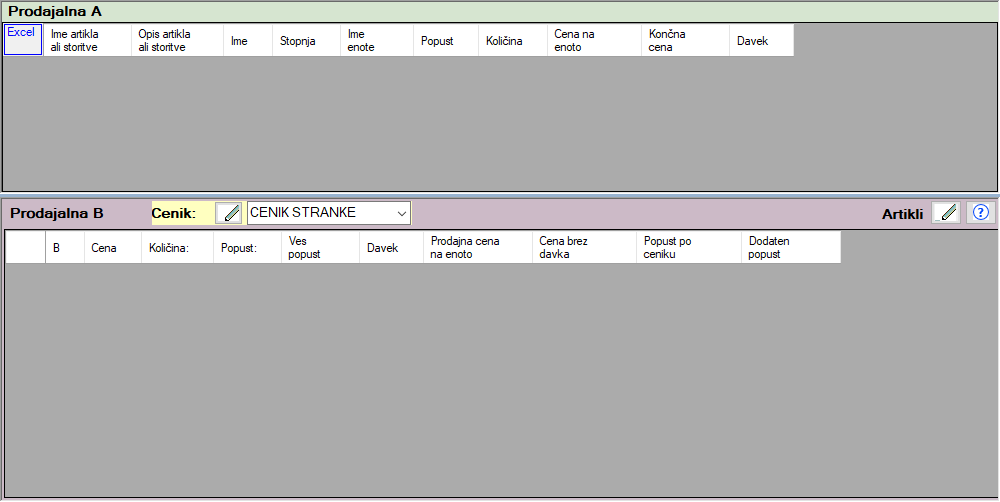 Prodajalna A
Excel
Ime artikla
ali storitve
Opis artikla
ali storitve
Ime
Stopnja
Ime
enote
Popust
Količina
Cena na
enoto
Končna
cena
Davek
Prodajalna B
Cenik:
CENIK STRANKE
Artikli
?
B
Cena
Količina:
Popust:
Ves
popust
Davek
Prodajna cena
na enoto
Cena brez
davka
Popust po
ceniku
Dodaten
popust